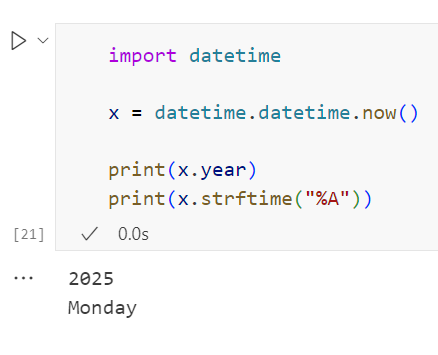 import datetime
x = datetime.datetime.now()
print(x.year)
print(x.strftime("%A"))
[21]
0.0s
2025
Monday